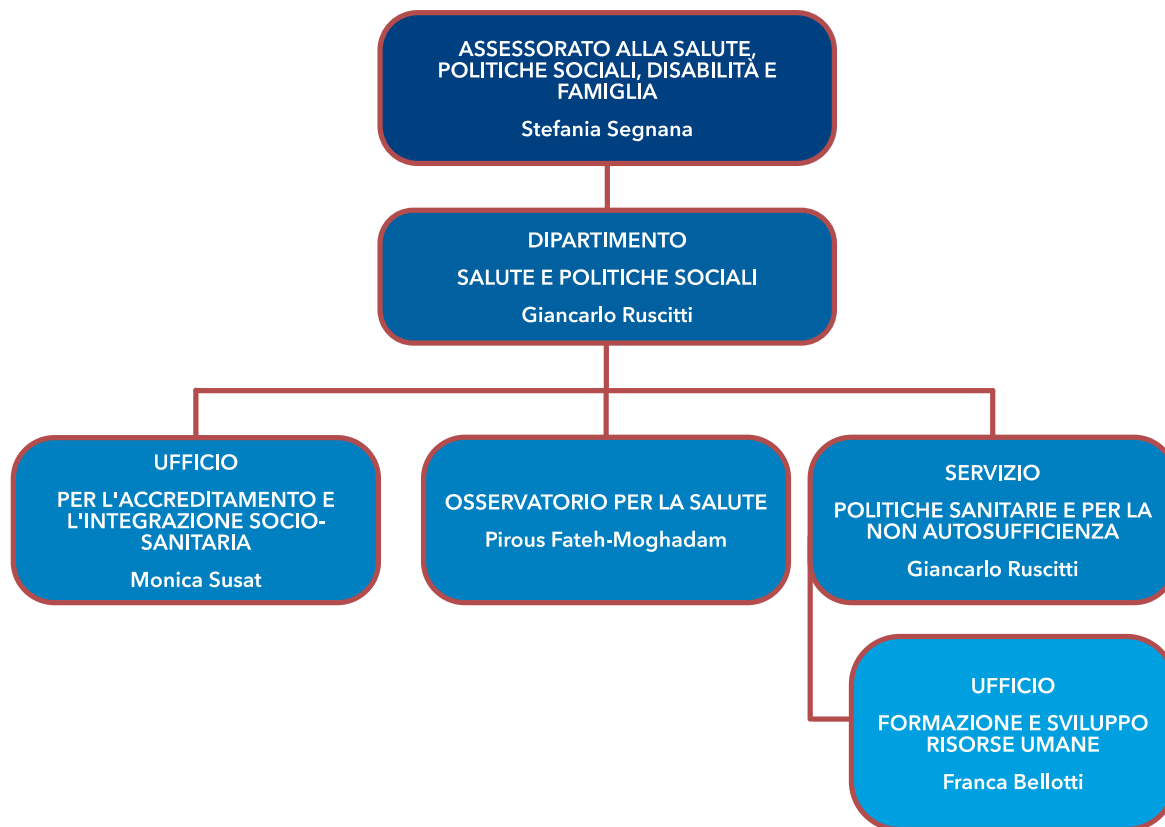 ASSESSORATO ALLA SALUTE,
POLITICHE SOCIALI, DISABILITÀ E
FAMIGLIA
Stefania Segnana
DIPARTIMENTO
SALUTE E POLITICHE SOCIALI
Giancarlo Ruscitti
UFFICIO
PER L'ACCREDITAMENTO E
L'INTEGRAZIONE SOCIO-
SANITARIA
Monica Susat
OSSERVATORIO PER LA SALUTE
Pirous Fateh-Moghadam
SERVIZIO
POLITICHE SANITARIE E PER LA
NON AUTOSUFFICIENZA
Giancarlo Ruscitti
UFFICIO
FORMAZIONE E SVILUPPO
RISORSE UMANE
Franca Bellotti